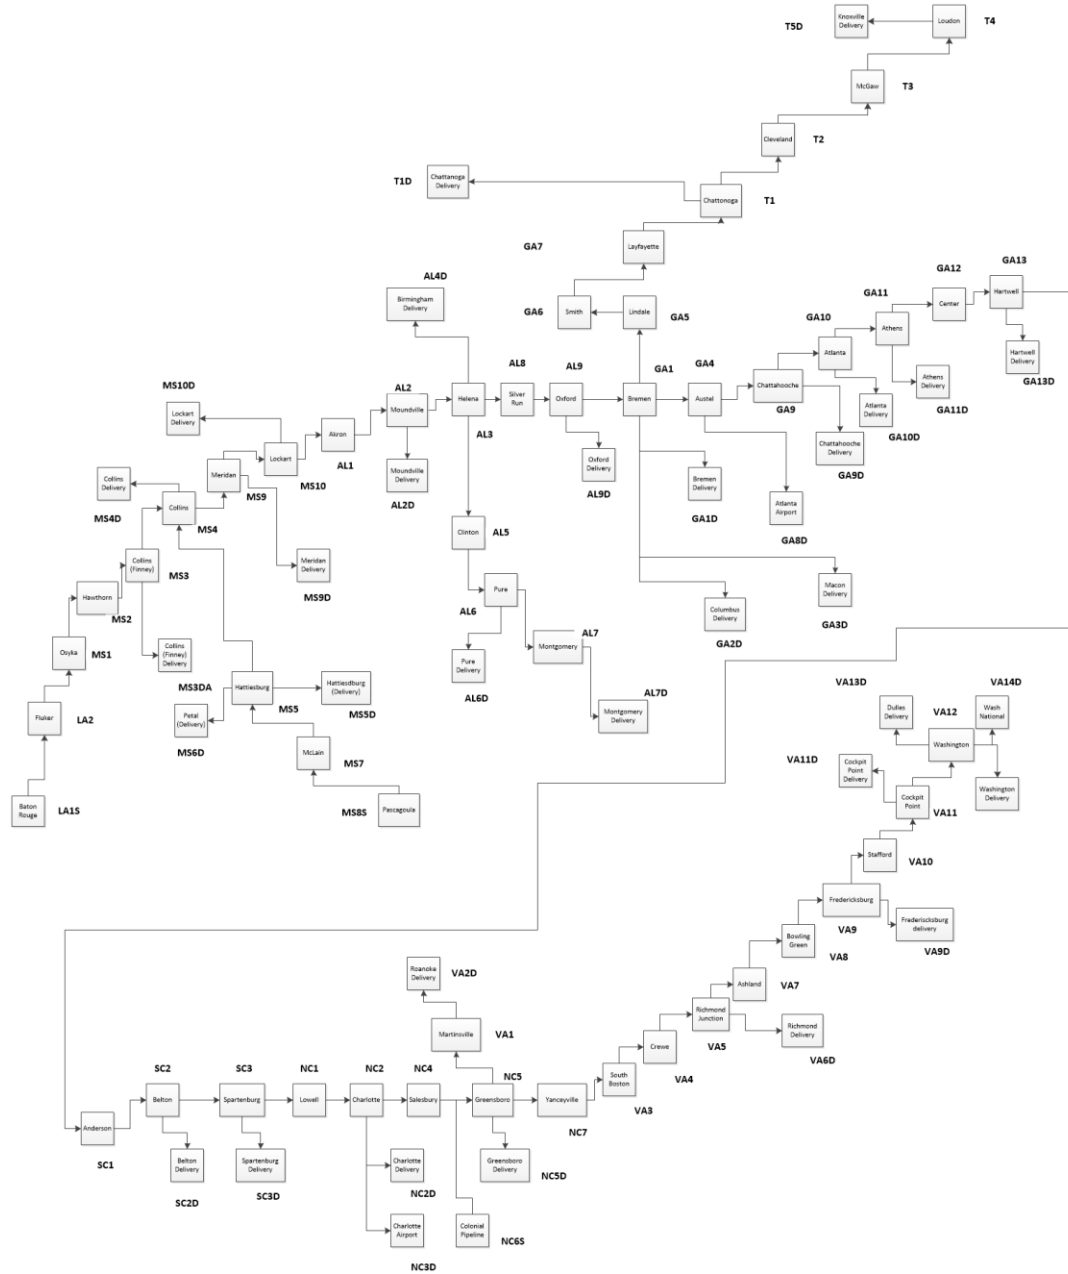 T5D
Knoxville
Delivery
Loudon
T4
McGaw
T3
Cleveland
T2
T1D
Chattanoga
Delivery
Chattonoga
T1
GA7
Layfayette
AL4D
Birmingham
Delivery
GA6
Smith
Lindale
GA5
GA12
Center
GA13
Hartwell
GA11
Athens
GA10
Atlanta
Hartwell
Delivery
GA13D
Athens
Delivery
GA11D
MS10D
Lockart
Delivery
AL2
Moundville
Helena
AL3
AL8
Silver
Run
AL9
Oxford
GA1
Bremen
GA4
Austel
Chattahooche
GA9
Atlanta
Delivery
GA10D
Chattahooche
Delivery
GA9D
Akron
AL1
Lockart
MS10
Moundville
Delivery
AL2D
Oxford
Delivery
AL9D
Bremen
Delivery
GA1D
Atlanta
Airport
GA8D
Collins
Delivery
MS4D
Meridan
MS9
Collins
MS4
Clinton
AL5
Collins
(Finney)
MS3
Meridan
Delivery
MS9D
Hawthorn
MS2
AL6
Pure
Columbus
Delivery
GA2D
Macon
Delivery
GA3D
Osyka
MS1
Collins
(Finney)
Delivery
MS3DA
Pure
Delivery
AL6D
Montgomery
AL7
AL7D
Montgomery
Delivery
Hattiesburg
MS5
Hattiesdburg
(Delivery)
MS5D
Petal
(Delivery)
MS6D
Fluker
LA2
McLain
MS7
Baton
Rouge
LA1S
MS8S
Pascagoula
VA13D
Dulles
Delivery
VA12
Washington
VA14D
Wash
National
VA11D
Cockpit
Point
Delivery
Cockpit
Point
VA11
Washington
Delivery
Stafford
VA10
Fredericksburg
VA9
Frederiscksburg
delivery
VA9D
Bowling
Green
VA8
Ashland
VA7
Richmond
Junction
VA5
Richmond
Delivery
VA6D
Crewe
VA4
South
Boston
VA3
Roanoke
Delivery
VA2D
Martinsville
VA1
SC1
Anderson
SC2
Belton
SC3
Spartenburg
NC1
Lowell
NC2
Charlotte
NC4
Salesbury
NC5
Greensboro
Yanceyville
NC7
Belton
Delivery
SC2D
Spartenburg
Delivery
SC3D
Charlotte
Delivery
NC2D
Greensboro
Delivery
NC5D
Charlotte
Airport
NC3D
Colonial
Pipeline
NC6S